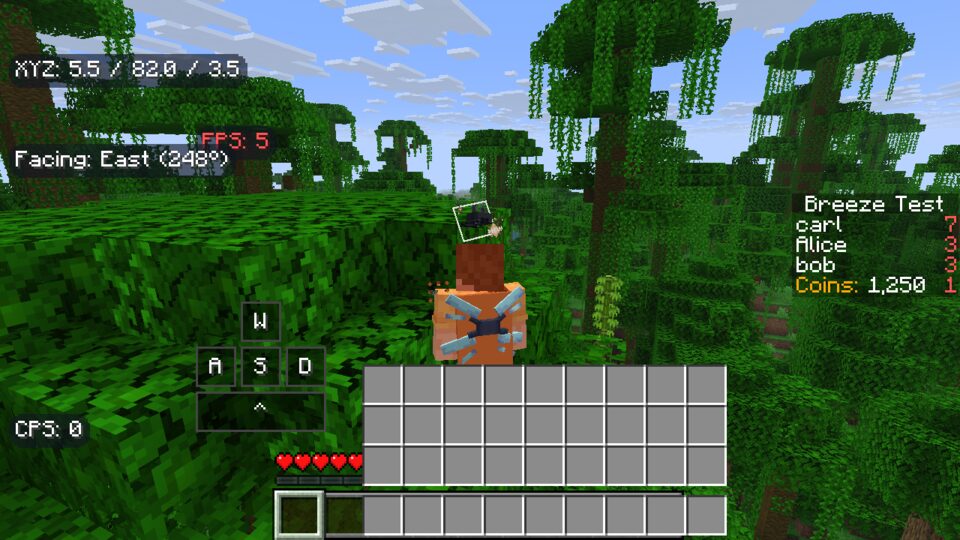 XYZ: 5.5 / 82.0 / 3.5
FPS: 5
Facing: East (248º)
Breeze Test
carl 7
Alice 3
bob 3
Coins: 1,250 1
W
A S D
^
CPS: 0